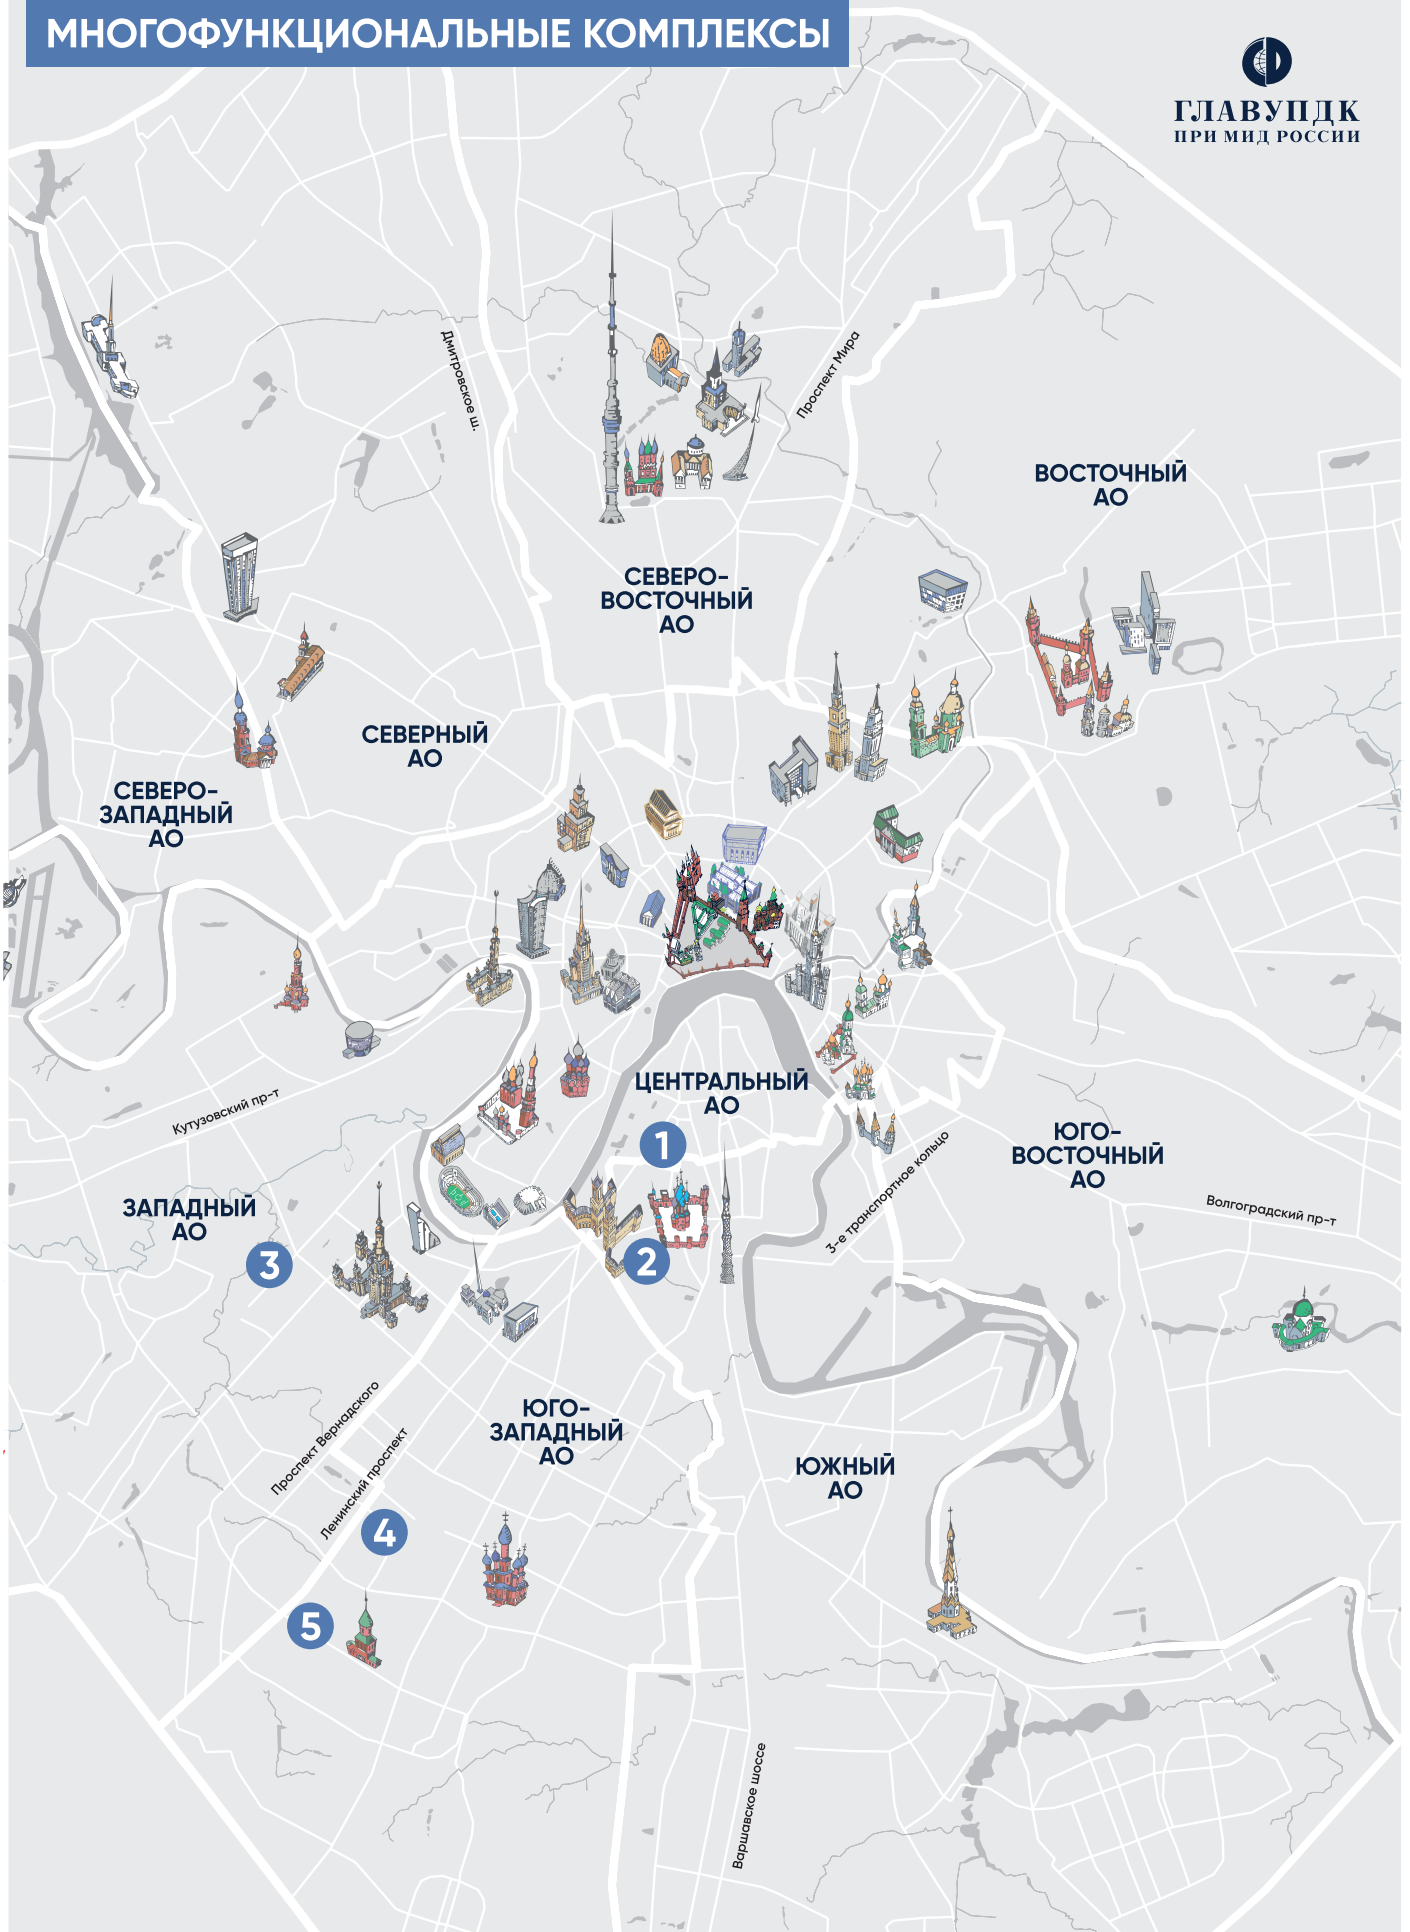 МНОГОФУНКЦИОНАЛЬНЫЕ КОМПЛЕКСЫ
ГЛАВУПДК
ПРИ МИД РОССИИ
Дмитровское ш.
Проспект Мира
ВОСТОЧНЫЙ
АО
СЕВЕРО-
ВОСТОЧНЫЙ
АО
СЕВЕРНЫЙ
АО
СЕВЕРО-
ЗАПАДНЫЙ
АО
ЦЕНТРАЛЬНЫЙ
АО
Кутузовский пр-т
1
ЮГО-
ВОСТОЧНЫЙ
АО
3-е транспортное кольцо
Волгоградский пр-т
ЗАПАДНЫЙ
АО
3
2
Проспект Вернадского
Ленинский проспект
ЮГО-
ЗАПАДНЫЙ
АО
ЮЖНЫЙ
АО
4
5
Варшавское шоссе